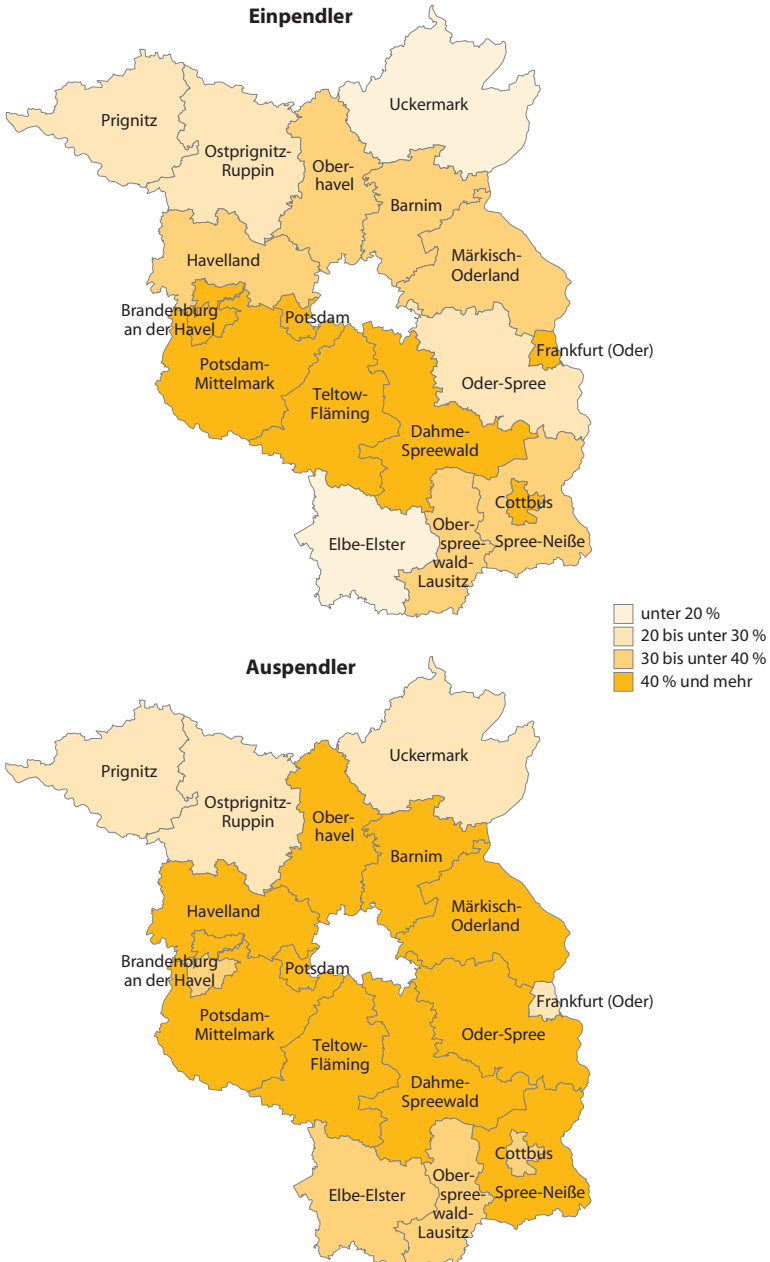 Einpendler
Uckermark
Prignitz
Ostprignitz-
Ruppin
Ober-
havel
Barnim
Havelland
Märkisch-
Oderland
Brandenburg
an der Havel
Potsdam
Frankfurt (Oder)
Potsdam-
Mittelmark
Teltow-
Fläming
Oder-Spree
Dahme-
Spreewald
Cottbus
Elbe-Elster
Ober-
spree-
wald-
Lausitz
Spree-Neiße
unter 20 %
20 bis unter 30 %
30 bis unter 40 %
40 % und mehr
Auspendler
Uckermark
Prignitz
Ostprignitz-
Ruppin
Ober-
havel
Barnim
Havelland
Märkisch-
Oderland
Brandenburg
an der Havel
Potsdam
Frankfurt (Oder)
Potsdam-
Mittelmark
Teltow-
Fläming
Oder-Spree
Dahme-
Spreewald
Cottbus
Elbe-Elster
Ober-
spree-
wald-
Lausitz
Spree-Neiße